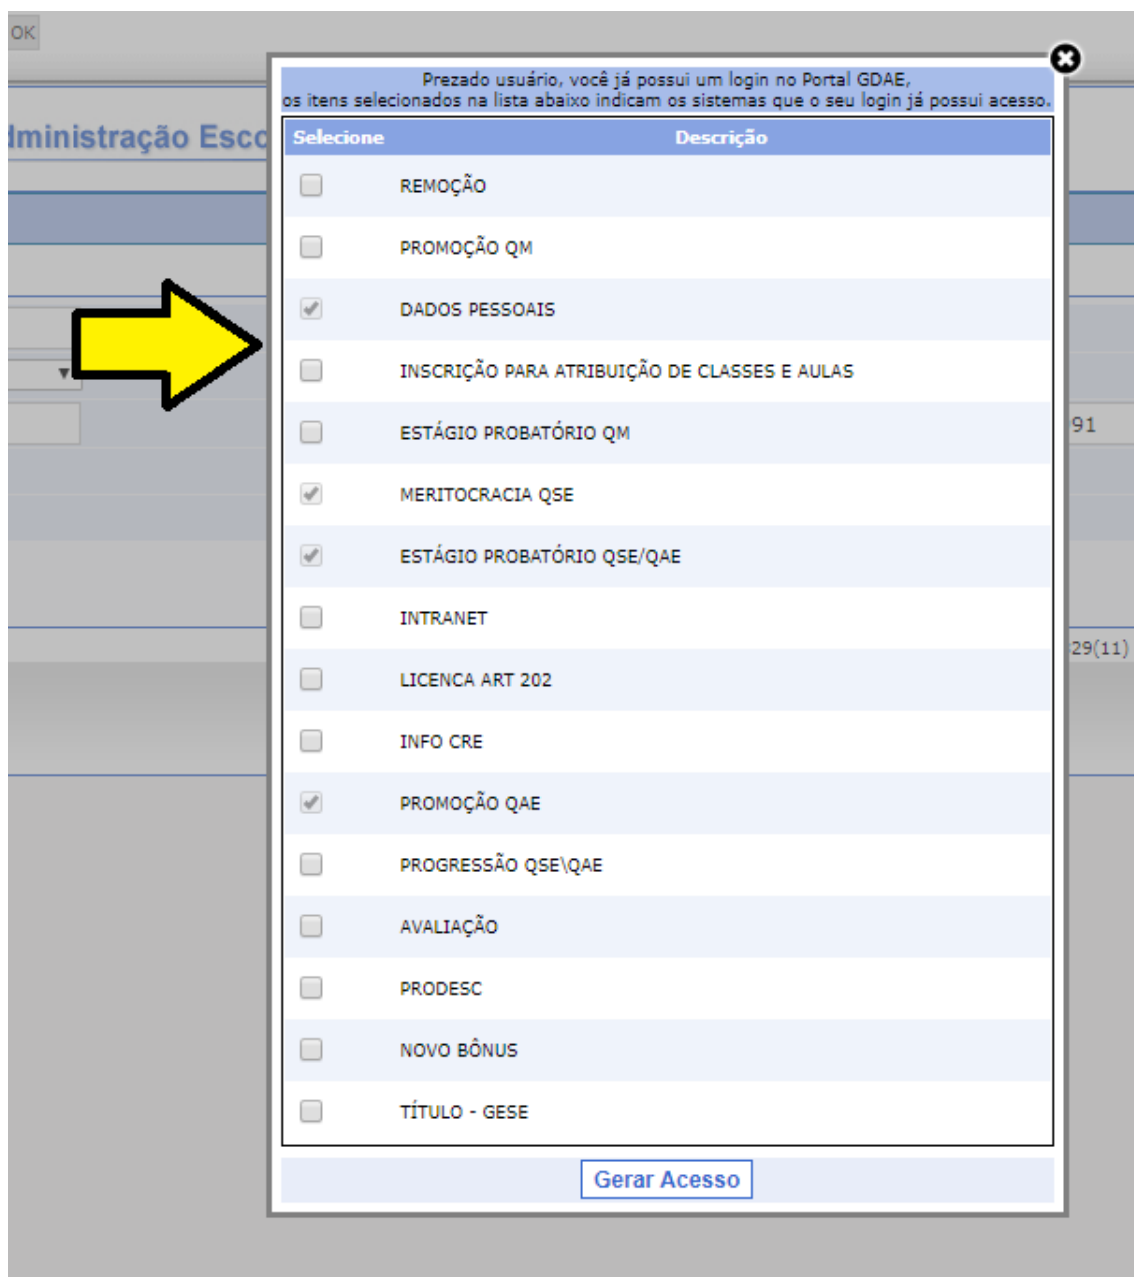 OK
Prezado usuário, você já possui um login no Portal GDAE,
os itens selecionados na lista abaixo indicam os sistemas que o seu login já possui acesso.
Selecione Descrição
REMOÇÃO
PROMOÇÃO QM
DADOS PESSOAIS
INSCRIÇÃO PARA ATRIBUIÇÃO DE CLASSES E AULAS
ESTÁGIO PROBATÓRIO QM
91
MERITOCRACIA QSE
ESTÁGIO PROBATÓRIO QSE/QAE
INTRANET
29(11)
LICENCA ART 202
INFO CRE
PROMOÇÃO QAE
PROGRESSÃO QSE\QAE
AVALIAÇÃO
PRODESC
NOVO BÔNUS
TÍTULO - GESE
Gerar Acesso